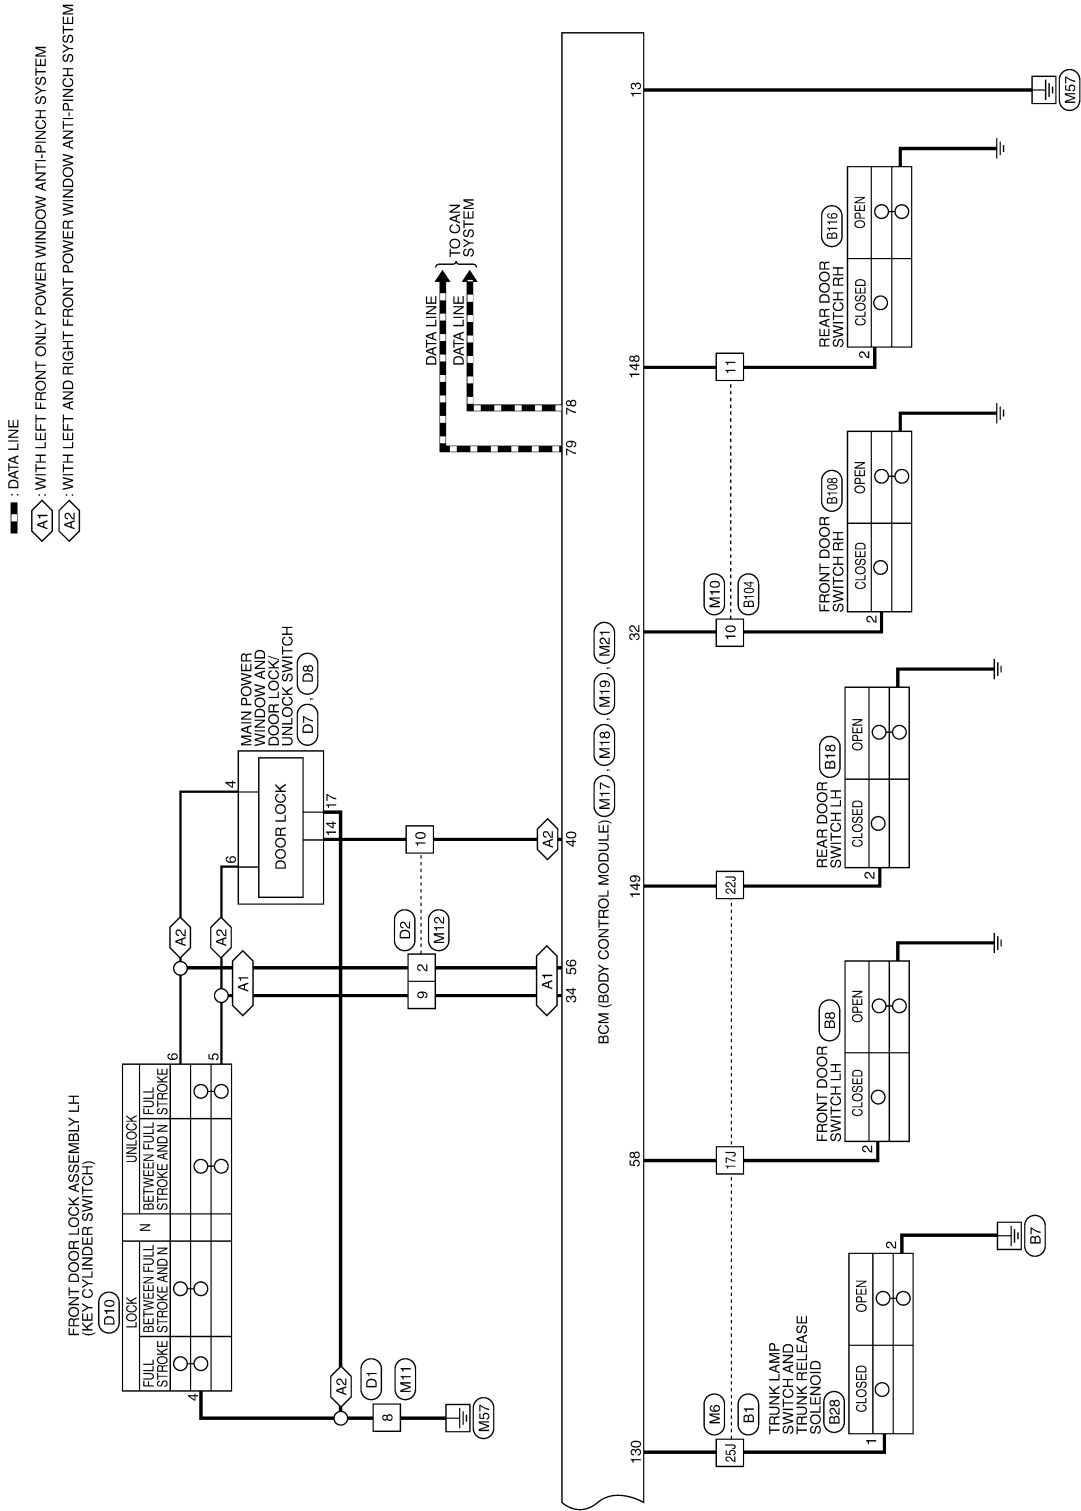 : DATA LINE
A1 : WITH LEFT FRONT ONLY POWER WINDOW ANTI-PINCH SYSTEM
A2 : WITH LEFT AND RIGHT FRONT POWER WINDOW ANTI-PINCH SYSTEM
FRONT DOOR LOCK ASSEMBLY LH
(KEY CYLINDER SWITCH)
D10
LOCK
N
UNLOCK
FULL
STROKE
BETWEEN FULL
STROKE AND N
BETWEEN FULL
STROKE AND N
FULL
STROKE
4
6
5
A2
A2
A1
MAIN POWER
WINDOW AND
DOOR LOCK/
UNLOCK SWITCH
D7 , D8
4
6
DOOR LOCK
14
17
A2
D1
M11
8
M57
D2
M12
9
2
10
A1
A2
34
56
40
DATA LINE
DATA LINE
TO CAN
SYSTEM
79
78
BCM (BODY CONTROL MODULE) M17 , M18 , M19 , M21
130
58
149
32
148
13
M6
B1
25J
17J
22J
M10
B104
10
11
TRUNK LAMP
SWITCH AND
TRUNK RELEASE
SOLENOID
B28
CLOSED
OPEN
1
2
B7
FRONT DOOR
SWITCH LH
B8
CLOSED
OPEN
2
REAR DOOR
SWITCH LH
B18
CLOSED
OPEN
2
FRONT DOOR
SWITCH RH
B108
CLOSED
OPEN
2
REAR DOOR
SWITCH RH
B116
CLOSED
OPEN
2
M57